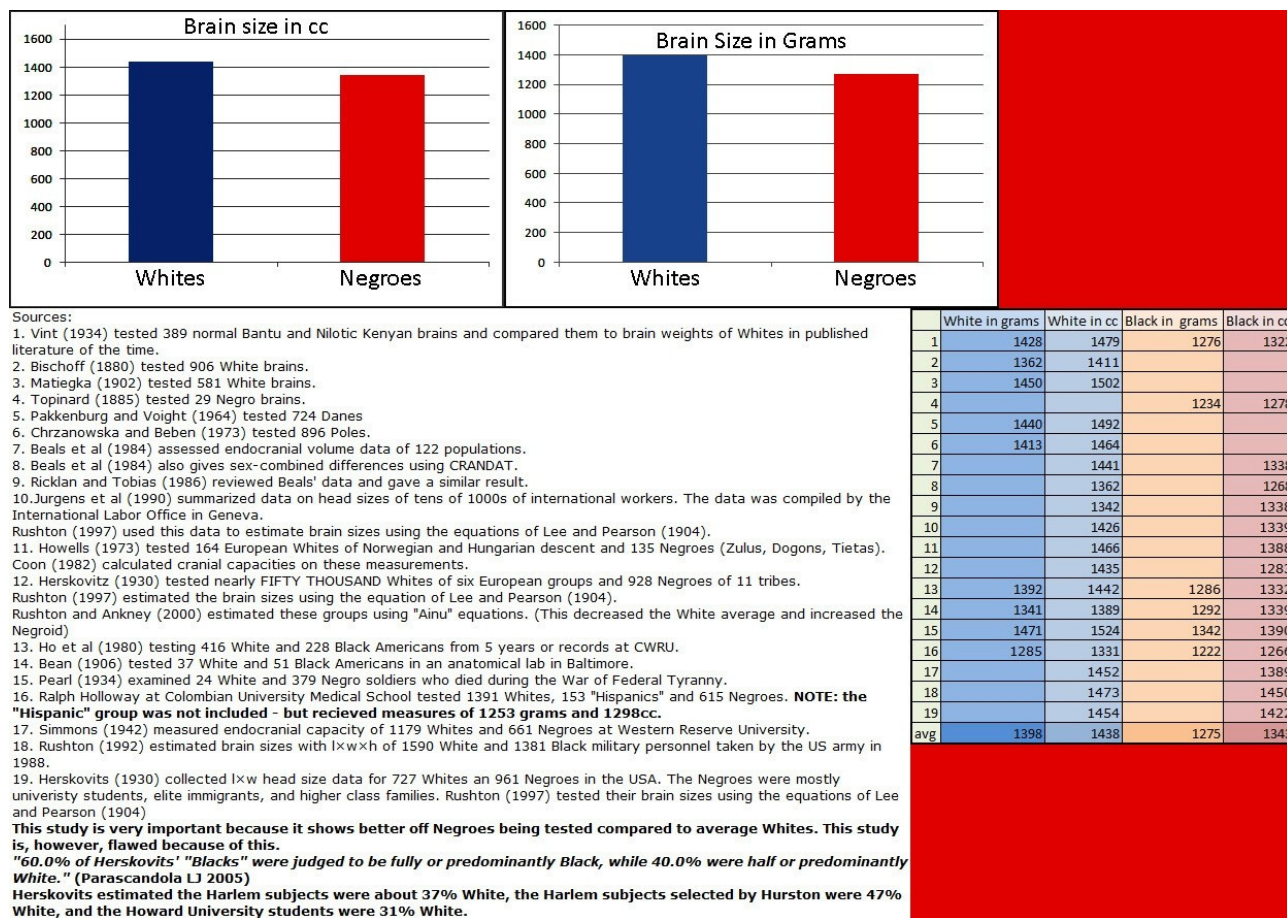 Brain size in cc
1600
1400
1200
1000
800
600
400
200
0
Whites Negroes
Brain Size in Grams
1600
1400
1200
1000
800
600
400
200
0
Whites Negroes
Sources:
1. Vint (1934) tested 389 normal Bantu and Nilotic Kenyan brains and compared them to brain weights of Whites in published
literature of the time.
2. Bischoff (1880) tested 906 White brains.
3. Matiegka (1902) tested 581 White brains.
4. Topinard (1885) tested 29 Negro brains.
5. Pakkenburg and Voight (1964) tested 724 Danes
6. Chrzanowska and Beben (1973) tested 896 Poles.
7. Beals et al (1984) assessed endocranial volume data of 122 populations.
8. Beals et al (1984) also gives sex-combined differences using CRANDAT.
9. Ricklan and Tobias (1986) reviewed Beals' data and gave a similar result.
10.Jurgens et al (1990) summarized data on head sizes of tens of 1000s of international workers. The data was compiled by the
International Labor Office in Geneva.
Rushton (1997) used this data to estimate brain sizes using the equations of Lee and Pearson (1904).
11. Howells (1973) tested 164 European Whites of Norwegian and Hungarian descent and 135 Negroes (Zulus, Dogons, Tietas).
Coon (1982) calculated cranial capacities on these measurements.
12. Herskovitz (1930) tested nearly FIFTY THOUSAND Whites of six European groups and 928 Negroes of 11 tribes.
Rushton (1997) estimated the brain sizes using the equation of Lee and Pearson (1904).
Rushton and Ankney (2000) estimated these groups using "Ainu" equations. (This decreased the White average and increased the
Negroid)
13. Ho et al (1980) testing 416 White and 228 Black Americans from 5 years or records at CWRU.
14. Bean (1906) tested 37 White and 51 Black Americans in an anatomical lab in Baltimore.
15. Pearl (1934) examined 24 White and 379 Negro soldiers who died during the War of Federal Tyranny.
16. Ralph Holloway at Colombian University Medical School tested 1391 Whites, 153 "Hispanics" and 615 Negroes. NOTE: the
"Hispanic" group was not included - but recieved measures of 1253 grams and 1298cc.
17. Simmons (1942) measured endocranial capacity of 1179 Whites and 661 Negroes at Western Reserve University.
18. Rushton (1992) estimated brain sizes with l×w×h of 1590 White and 1381 Black military personnel taken by the US army in
1988.
19. Herskovits (1930) collected l×w head size data for 727 Whites an 961 Negroes in the USA. The Negroes were mostly
univeristy students, elite immigrants, and higher class families. Rushton (1997) tested their brain sizes using the equations of Lee
and Pearson (1904)
This study is very important because it shows better off Negroes being tested compared to average Whites. This study
is, however, flawed because of this.
"60.0% of Herskovits' "Blacks" were judged to be fully or predominantly Black, while 40.0% were half or predominantly
White." (Parascandola LJ 2005)
Herskovits estimated the Harlem subjects were about 37% White, the Harlem subjects selected by Hurston were 47%
White, and the Howard University students were 31% White.
White in grams White in cc Black in grams Black in cc
1 1428 1479 1276 1322
2 1362 1411
3 1450 1502
4 1234 1278
5 1440 1492
6 1413 1464
7 1441 1338
8 1362 1268
9 1342 1338
10 1426 1339
11 1466 1388
12 1435 1283
13 1392 1442 1286 1332
14 1341 1389 1292 1339
15 1471 1524 1342 1390
16 1285 1331 1222 1266
17 1452 1389
18 1473 1450
19 1454 1422
avg 1398 1438 1275 1343